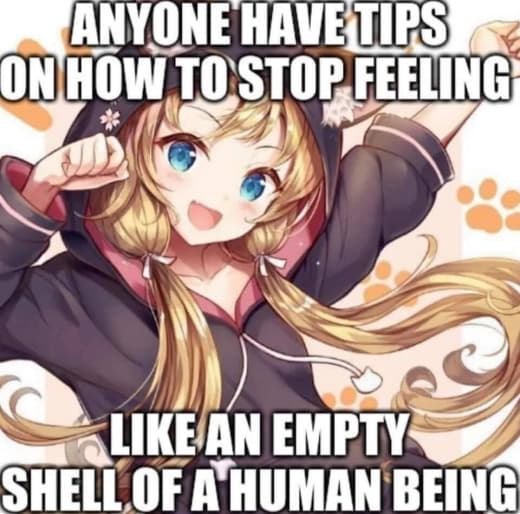 ANYONE HAVE TIPS
ON HOW TO STOP FEELING
LIKE AN EMPTY
SHELL OF A HUMAN BEING